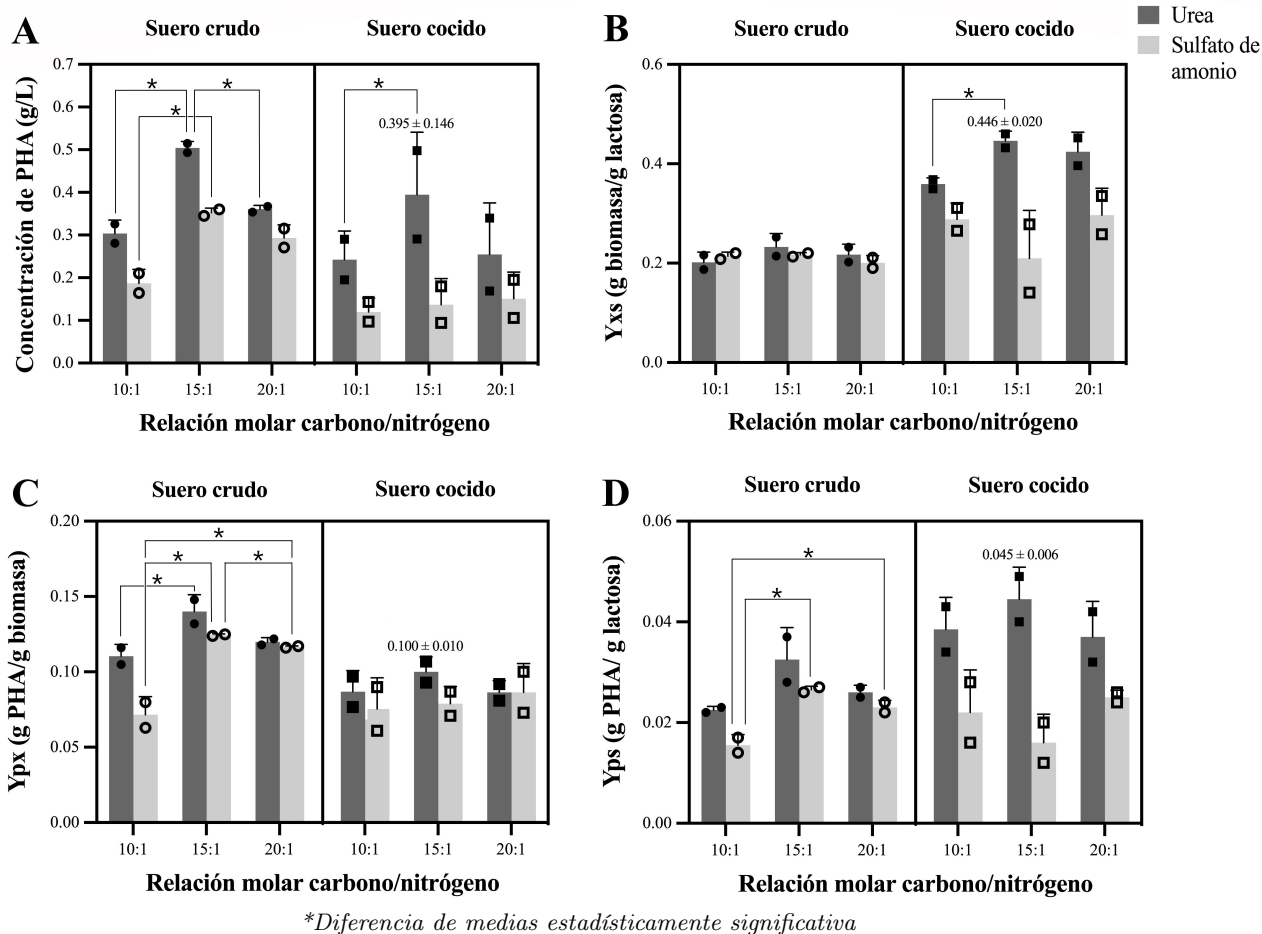 A
Suero crudo
Suero cocido
Concentración de PHA (g/L)
0.7
0.6
0.5
0.4
0.3
0.2
0.1
0.0
*
*
*
*
0.395 ± 0.146
10:1
15:1
20:1
10:1
15:1
20:1
Relación molar carbono/nitrógeno
B
Suero crudo
Suero cocido
Urea
Sulfato de
amonio
Yxs (g biomasa/g lactosa)
0.6
0.4
0.2
0.0
*
0.446 ± 0.020
10:1
15:1
20:1
10:1
15:1
20:1
Relación molar carbono/nitrógeno
C
Suero crudo
Suero cocido
Ypx (g PHA/g biomasa)
0.20
0.15
0.10
0.05
0.00
*
*
*
*
0.100 ± 0.010
10:1
15:1
20:1
10:1
15:1
20:1
Relación molar carbono/nitrógeno
D
Suero crudo
Suero cocido
Yps (g PHA/ g lactosa)
0.06
0.04
0.02
0.00
*
*
0.045 ± 0.006
10:1
15:1
20:1
10:1
15:1
20:1
Relación molar carbono/nitrógeno
*Diferencia de medias estadísticamente significativa